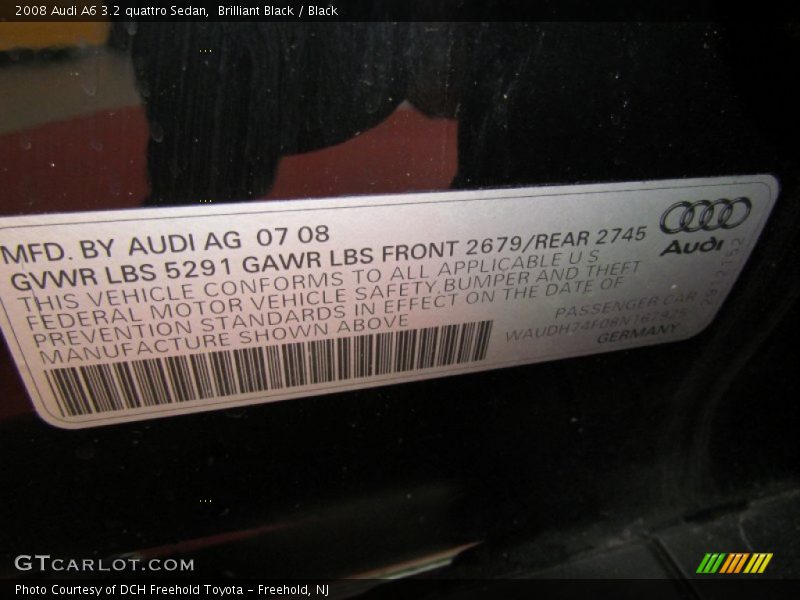 2008 Audi A6 3.2 quattro Sedan,  Brilliant Black / Black
MFD. BY AUDI AG 07 08
GVWR LBS 5291 GAWR LBS FRONT 2679/REAR 2745
THIS VEHICLE CONFORMS TO ALL APPLICABLE U S
FEDERAL MOTOR VEHICLE SAFETY, BUMPER AND THEFT
PREVENTION STANDARDS IN EFFECT ON THE DATE OF
MANUFACTURE SHOWN ABOVE
Audi
PASSENGER CAR
GERMANY
GTCARLOT.COM
Photo Courtesy of DCH Freehold Toyota - Freehold, NJ